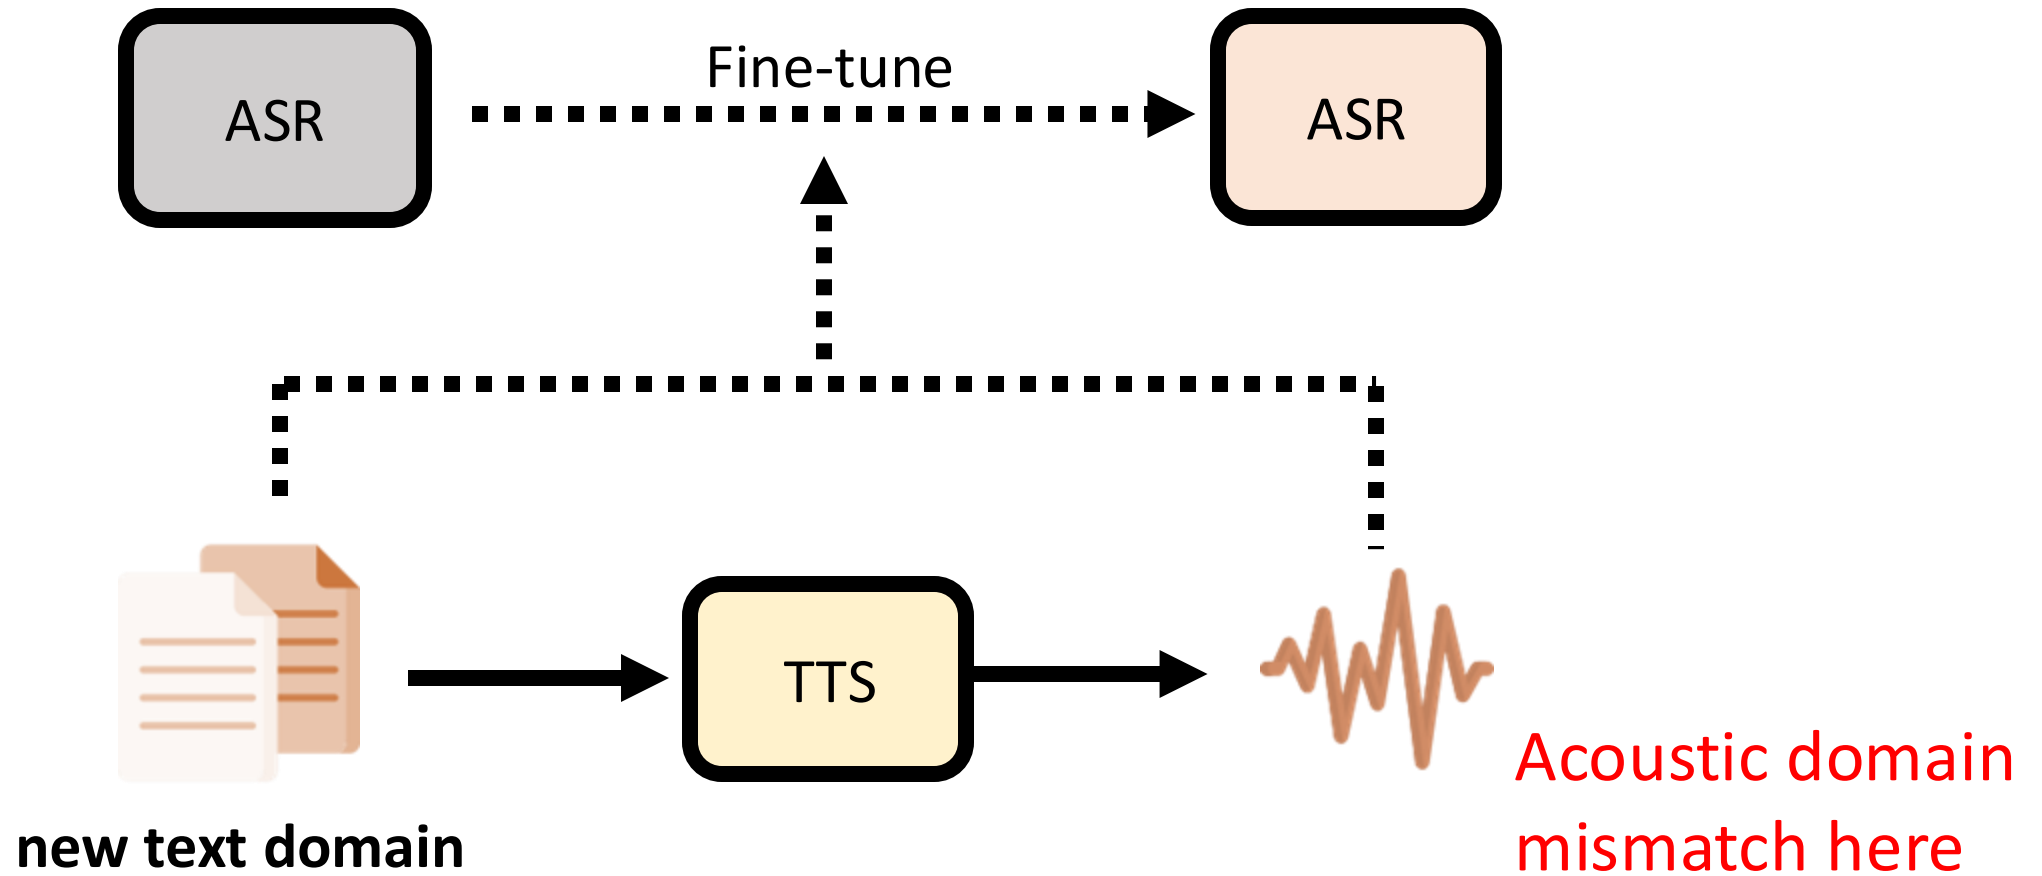 Fine-tune
ASR
ASR
TTS
new text domain
Acoustic domain
mismatch here